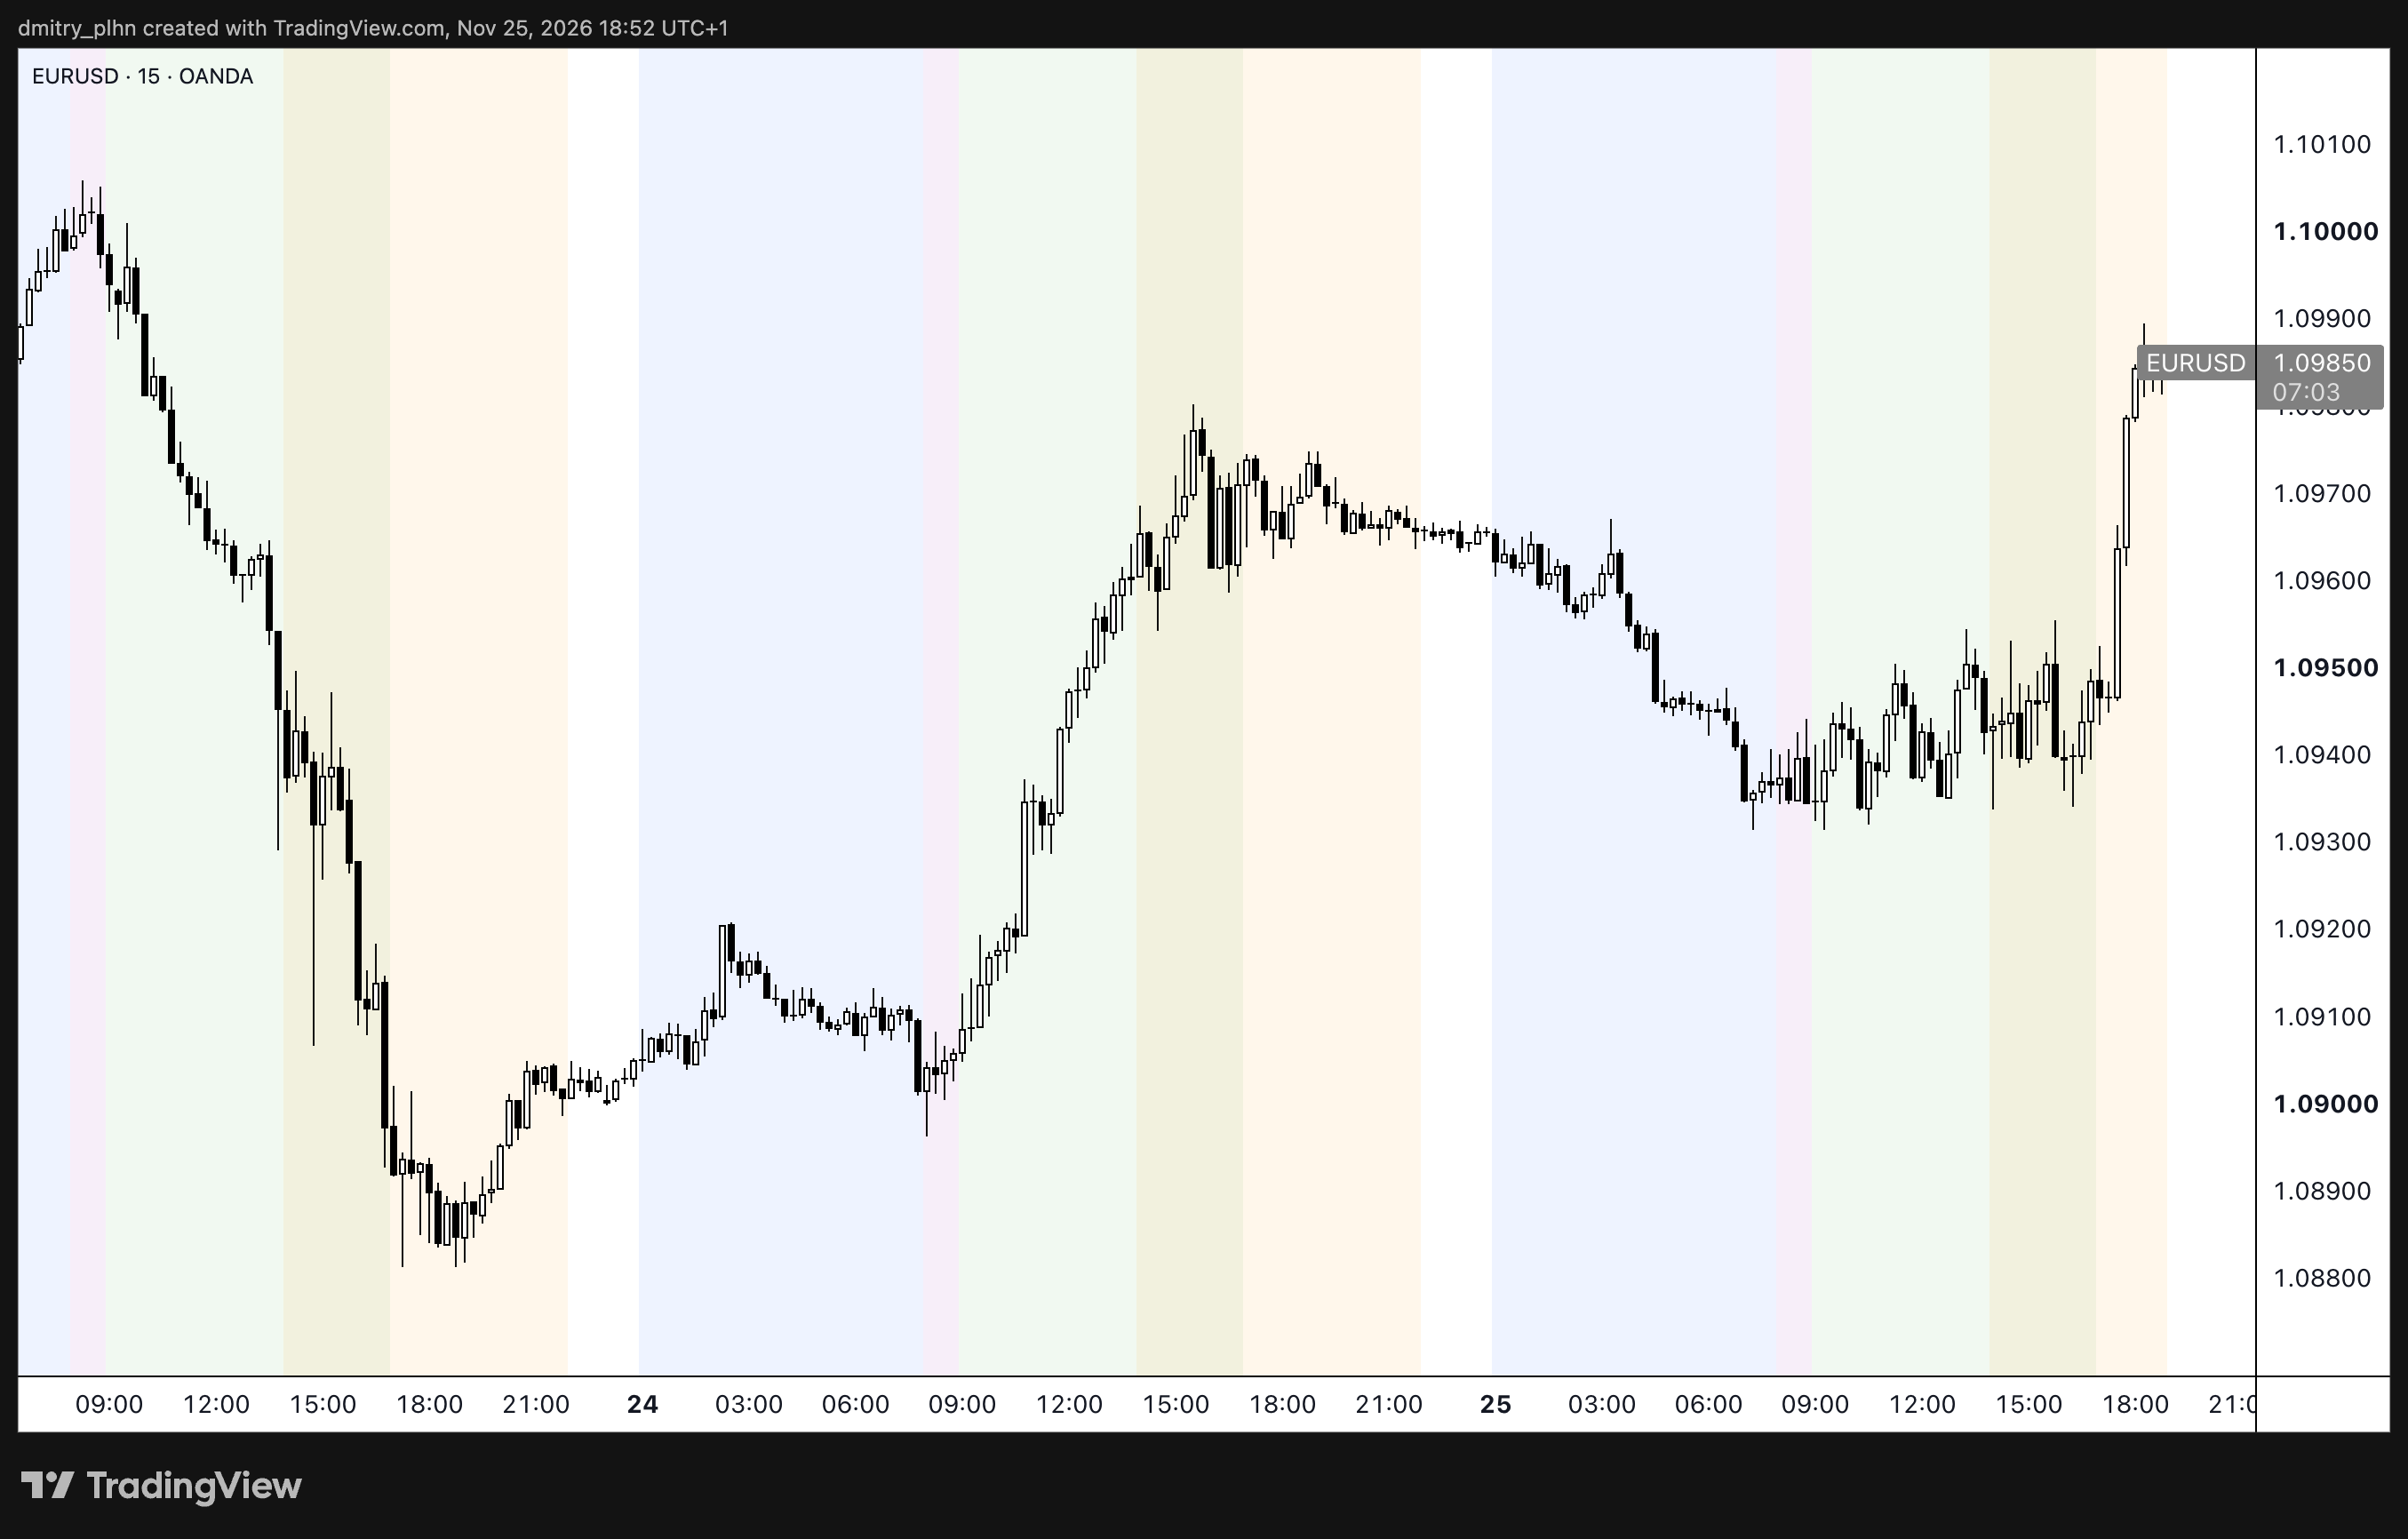 dmitry_plhn created with TradingView.com, Nov 25, 2026 18:52 UTC+1
EURUSD · 15 · OANDA
1.10100
1.10000
1.09900
EURUSD 1.09850
07:03
1.09700
1.09600
1.09500
1.09400
1.09300
1.09200
1.09100
1.09000
1.08900
1.08800
09:00 12:00 15:00 18:00 21:00 24 03:00 06:00 09:00 12:00 15:00 18:00 21:00 25 03:00 06:00 09:00 12:00 15:00 18:00
TradingView